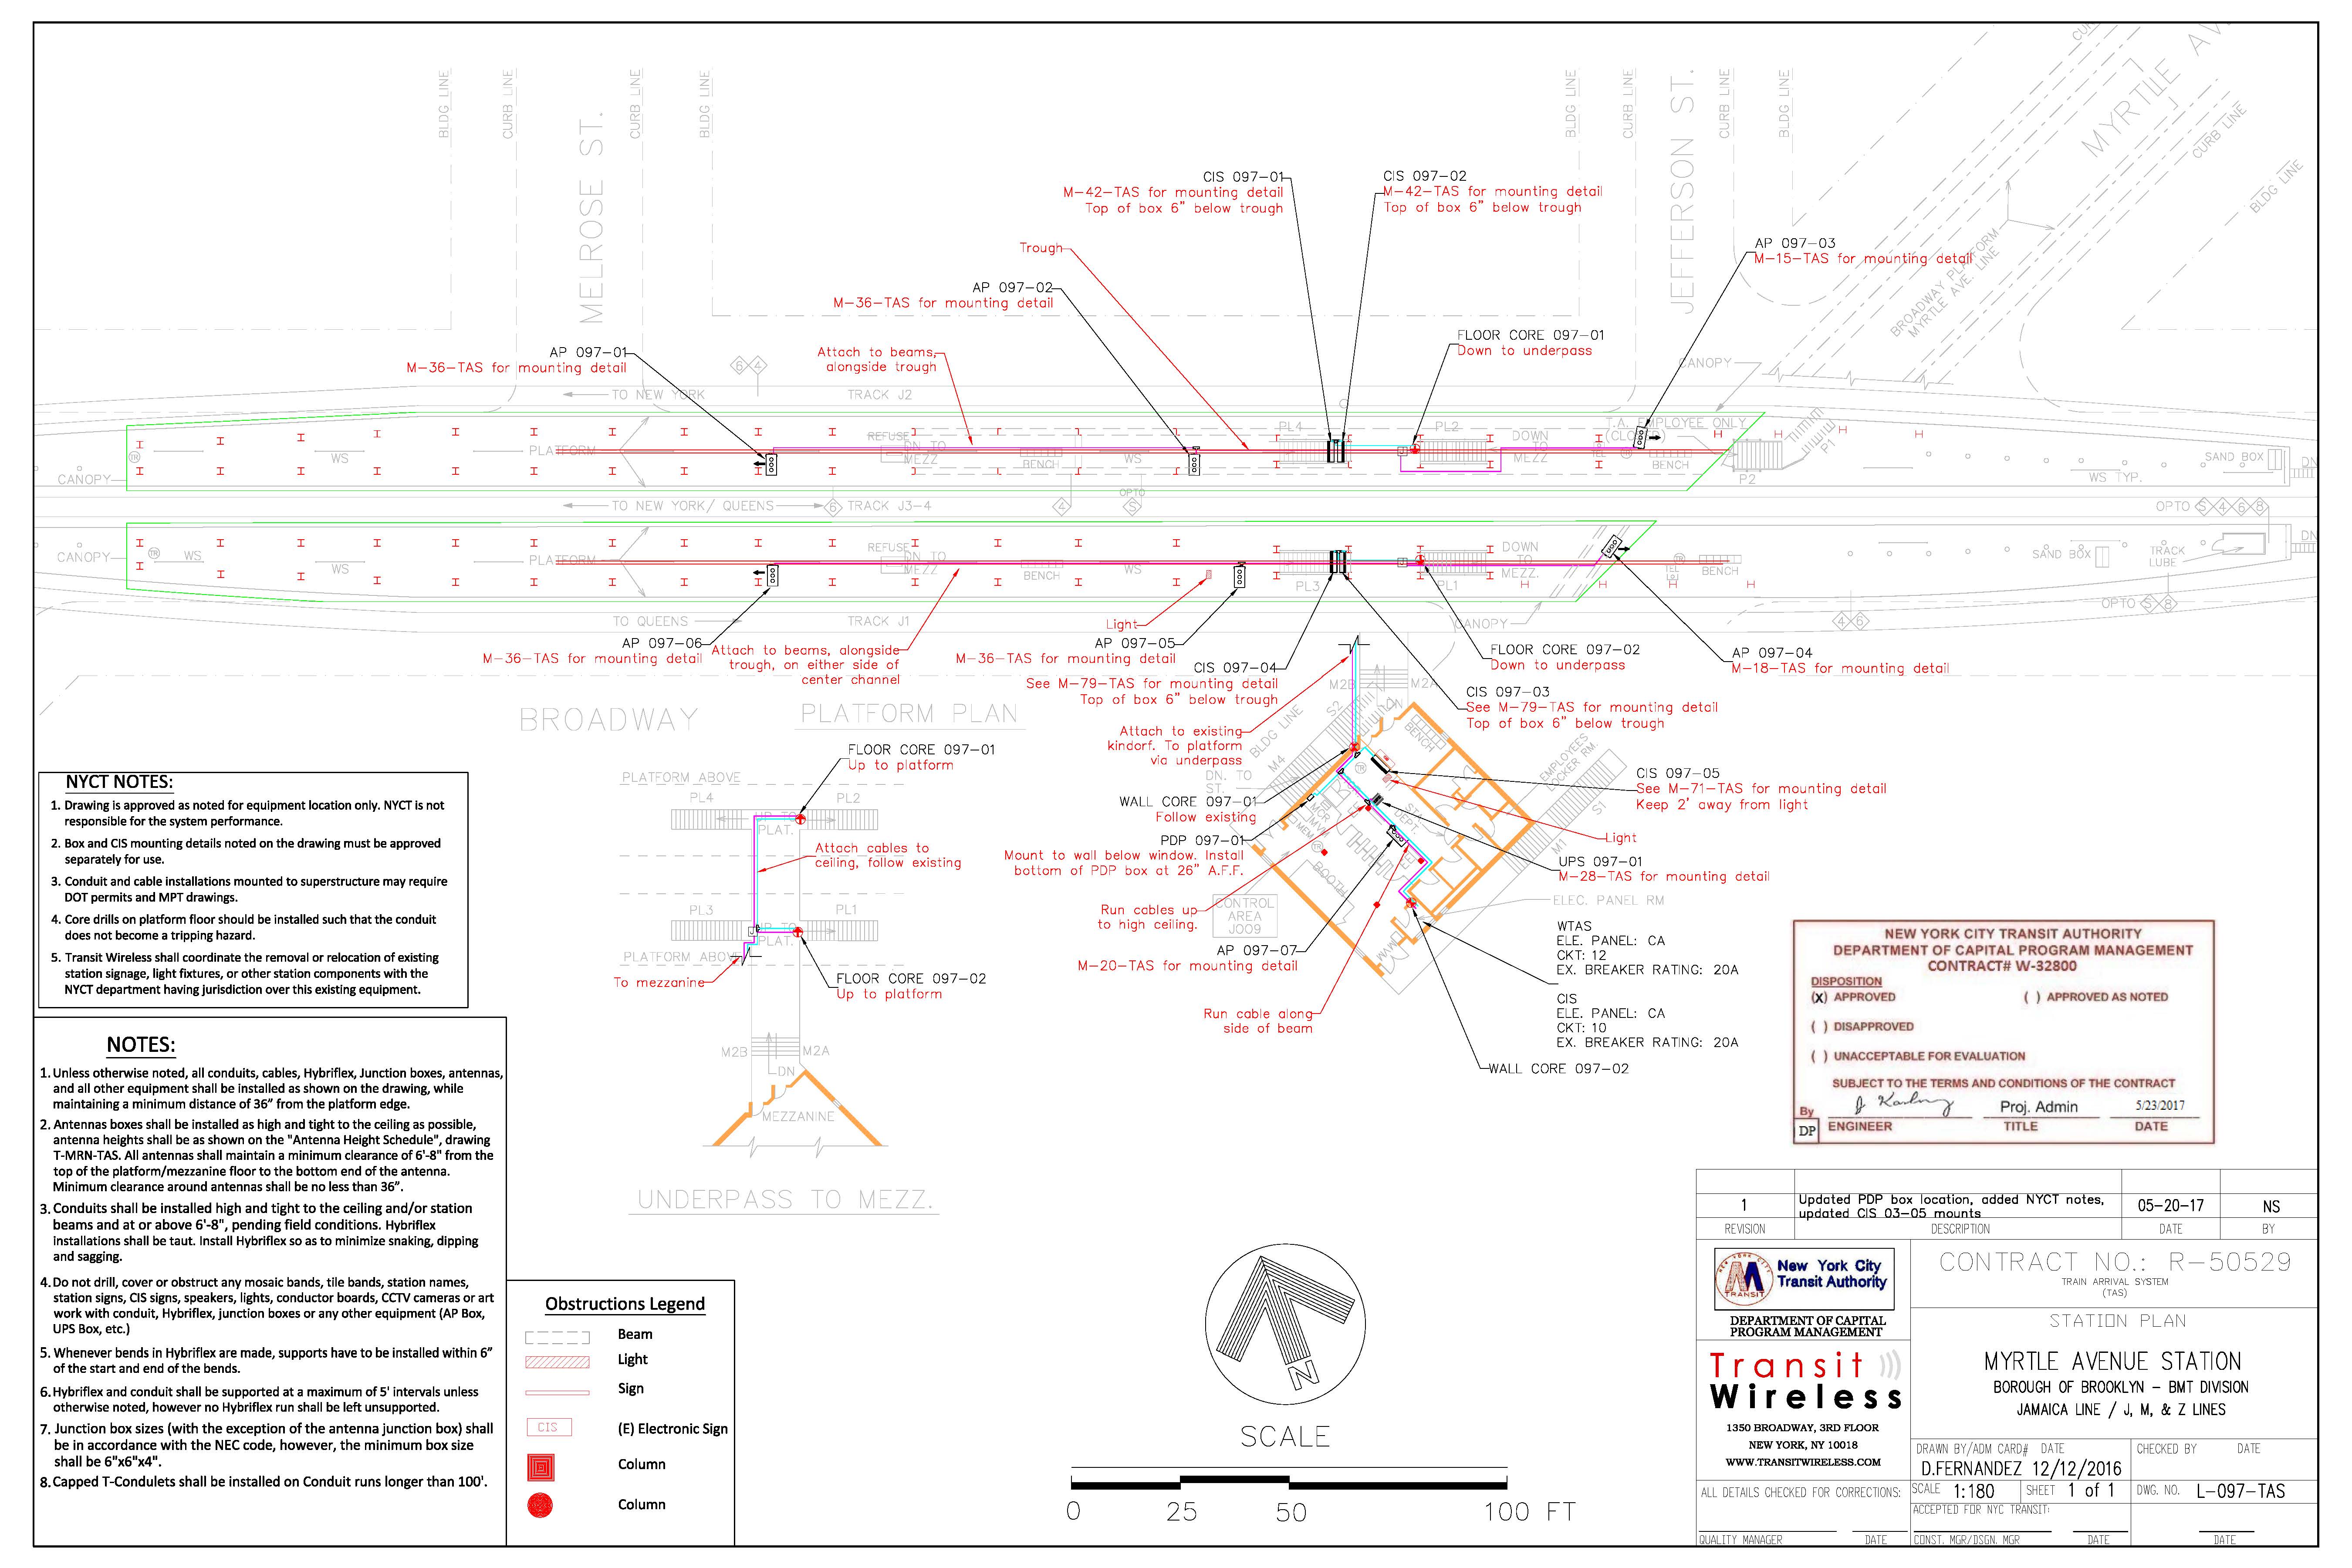 BLDG LINE
CURB LINE
MELROSE ST.
CURB LINE
BLDG LINE
BLDG LINE
CURB LINE
JEFFERSON ST.
CURB LINE
BLDG LINE
MYRTLE AV
CURB LINE
BLDG LINE
BROADWAY PLATFORM
MYRTLE AVE. LINE
CIS 097-01
M-42-TAS for mounting detail
Top of box 6" below trough
CIS 097-02
M-42-TAS for mounting detail
Top of box 6" below trough
Trough
AP 097-02
M-36-TAS for mounting detail
AP 097-03
M-15-TAS for mounting detail
AP 097-01
M-36-TAS for mounting detail
Attach to beams,
alongside trough
FLOOR CORE 097-01
Down to underpass
CANOPY
6 4
TO NEW YORK
TRACK J2
PLATFORM
WS
REFUSE
DN TO
MEZZ
BENCH
WS
PL4
PL2
DOWN
TO
MEZZ
T.A. EMPLOYEE ONLY
(CLOSED)
TEL
TR
BENCH
P1
P2
WS TYP.
SAND BOX
DN
TR
CANOPY
TO NEW YORK/ QUEENS
6
TRACK J3-4
4
OPTO
S
OPTO S 4 6 8
CANOPY
TR
WS
WS
PLATFORM
REFUSE
DN TO
MEZZ
BENCH
WS
PL3
PL1
DOWN
TO
MEZZ.
TR
TEL
BENCH
SAND BOX
TRACK
LUBE
DN
TO QUEENS
TRACK J1
Light
CANOPY
4 6
OPTO S 8
AP 097-06
M-36-TAS for mounting detail
Attach to beams, alongside
trough, on either side of
center channel
AP 097-05
M-36-TAS for mounting detail
CIS 097-04
See M-79-TAS for mounting detail
Top of box 6" below trough
FLOOR CORE 097-02
Down to underpass
AP 097-04
M-18-TAS for mounting detail
CIS 097-03
See M-79-TAS for mounting detail
Top of box 6" below trough
BROADWAY
PLATFORM PLAN
FLOOR CORE 097-01
Up to platform
PLATFORM ABOVE
PL4
PL2
UP TO
PLAT.
Attach cables to
ceiling, follow existing
PL3
PL1
UP TO
PLAT.
J
PLATFORM ABOVE
To mezzanine
FLOOR CORE 097-02
Up to platform
M2B
M2A
DN
MEZZANINE
UNDERPASS TO MEZZ.
Attach to existing
kindorf. To platform
via underpass
M2B
M2A
DN
S2
BLDG LINE
M4
DN. TO
ST.
BENCH
EMPLOYEES
LOCKER RM.
S1
M1
TR
MCR
MVM
MEM
TR
BOOTH
DEPT.
MVM
WALL CORE 097-01
Follow existing
PDP 097-01
Mount to wall below window. Install
bottom of PDP box at 26" A.F.F.
Run cables up
to high ceiling.
CONTROL
AREA
J009
AP 097-07
M-20-TAS for mounting detail
Run cable along
side of beam
CIS 097-05
See M-71-TAS for mounting detail
Keep 2' away from light
Light
UPS 097-01
M-28-TAS for mounting detail
ELEC. PANEL RM
WTAS
ELE. PANEL: CA
CKT: 12
EX. BREAKER RATING: 20A
CIS
ELE. PANEL: CA
CKT: 10
EX. BREAKER RATING: 20A
WALL CORE 097-02
NYCT NOTES:
1. Drawing is approved as noted for equipment location only. NYCT is not
responsible for the system performance.
2. Box and CIS mounting details noted on the drawing must be approved
separately for use.
3. Conduit and cable installations mounted to superstructure may require
DOT permits and MPT drawings.
4. Core drills on platform floor should be installed such that the conduit
does not become a tripping hazard.
5. Transit Wireless shall coordinate the removal or relocation of existing
station signage, light fixtures, or other station components with the
NYCT department having jurisdiction over this existing equipment.
NOTES:
1. Unless otherwise noted, all conduits, cables, Hybriflex, Junction boxes, antennas,
and all other equipment shall be installed as shown on the drawing, while
maintaining a minimum distance of 36" from the platform edge.
2. Antennas boxes shall be installed as high and tight to the ceiling as possible,
antenna heights shall be as shown on the "Antenna Height Schedule", drawing
T-MRN-TAS. All antennas shall maintain a minimum clearance of 6'-8" from the
top of the platform/mezzanine floor to the bottom end of the antenna.
Minimum clearance around antennas shall be no less than 36".
3. Conduits shall be installed high and tight to the ceiling and/or station
beams and at or above 6'-8", pending field conditions. Hybriflex
installations shall be taut. Install Hybriflex so as to minimize snaking, dipping
and sagging.
4. Do not drill, cover or obstruct any mosaic bands, tile bands, station names,
station signs, CIS signs, speakers, lights, conductor boards, CCTV cameras or art
work with conduit, Hybriflex, junction boxes or any other equipment (AP Box,
UPS Box, etc.)
5. Whenever bends in Hybriflex are made, supports have to be installed within 6"
of the start and end of the bends.
6. Hybriflex and conduit shall be supported at a maximum of 5' intervals unless
otherwise noted, however no Hybriflex run shall be left unsupported.
7. Junction box sizes (with the exception of the antenna junction box) shall
be in accordance with the NEC code, however, the minimum box size
shall be 6"x6"x4".
8. Capped T-Condulets shall be installed on Conduit runs longer than 100'.
Obstructions Legend
Beam
Light
Sign
CIS (E) Electronic Sign
Column
Column
N
SCALE
0 25 50 100 FT
NEW YORK CITY TRANSIT AUTHORITY
DEPARTMENT OF CAPITAL PROGRAM MANAGEMENT
CONTRACT# W-32800
DISPOSITION
(X) APPROVED ( ) APPROVED AS NOTED
( ) DISAPPROVED
( ) UNACCEPTABLE FOR EVALUATION
SUBJECT TO THE TERMS AND CONDITIONS OF THE CONTRACT
By Proj. Admin 5/23/2017
DP ENGINEER TITLE DATE
1 Updated PDP box location, added NYCT notes,
updated CIS 03-05 mounts 05-20-17 NS
REVISION DESCRIPTION DATE BY
New York City
Transit Authority
TRANSIT
DEPARTMENT OF CAPITAL
PROGRAM MANAGEMENT
CONTRACT NO.: R-50529
TRAIN ARRIVAL SYSTEM
(TAS)
STATION PLAN
Transit
Wireless
1350 BROADWAY, 3RD FLOOR
NEW YORK, NY 10018
WWW.TRANSITWIRELESS.COM
MYRTLE AVENUE STATION
BOROUGH OF BROOKLYN - BMT DIVISION
JAMAICA LINE / J, M, & Z LINES
DRAWN BY/ADM CARD# DATE CHECKED BY DATE
D.FERNANDEZ 12/12/2016
ALL DETAILS CHECKED FOR CORRECTIONS:
SCALE 1:180 SHEET 1 of 1 DWG. NO. L-097-TAS
ACCEPTED FOR NYC TRANSIT:
QUALITY MANAGER DATE CONST. MGR/DSGN. MGR DATE DATE